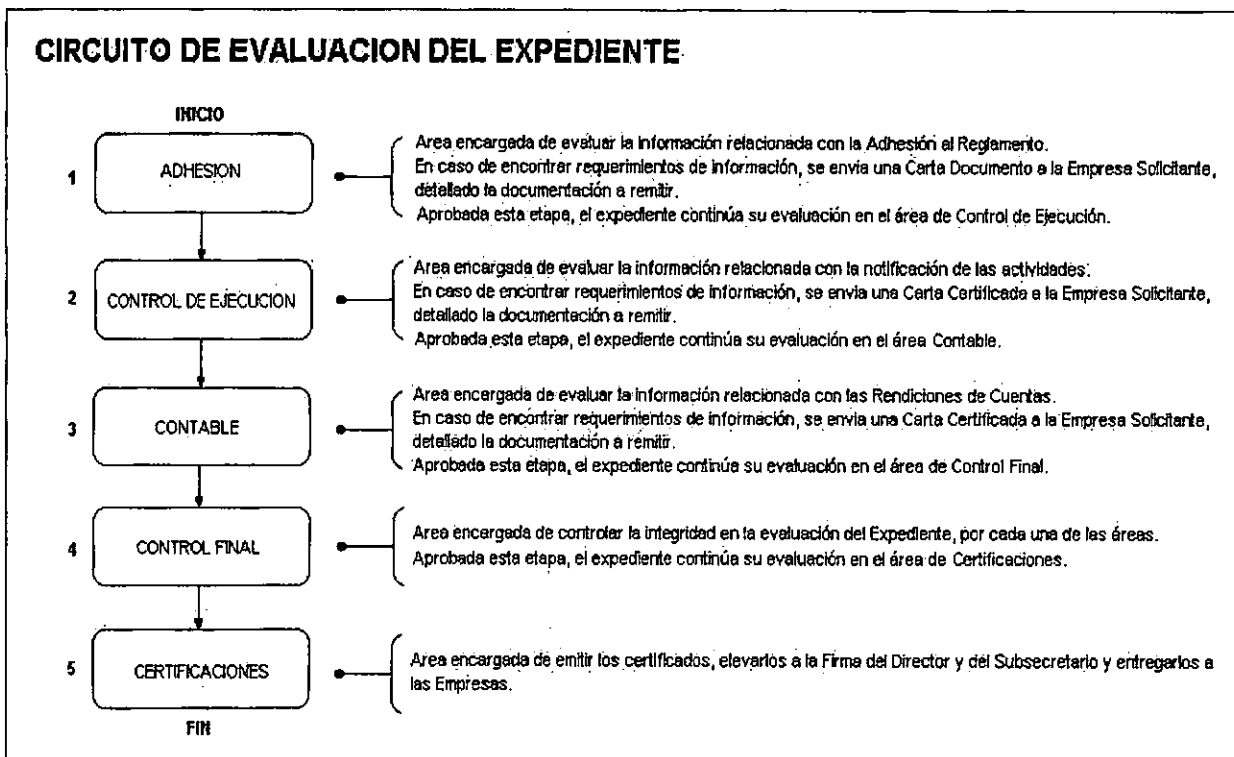 CIRCUITO DE EVALUACION DEL EXPEDIENTE
INICIO
1
ADHESION
Area encargada de evaluar la información relacionada con la Adhesión al Reglamento.
En caso de encontrar requerimientos de información, se envia una Carta Documento a la Empresa Solicitante,
detallado la documentación a remitir.
Aprobada esta etapa, el expediente continúa su evaluación en el área de Control de Ejecución.
2
CONTROL DE EJECUCION
Area encargada de evaluar la información relacionada con la notificación de las actividades.
En caso de encontrar requerimientos de información, se envia una Carta Certificada a la Empresa Solicitante,
detallado la documentación a remitir.
Aprobada esta etapa, el expediente continúa su evaluación en el área Contable.
3
CONTABLE
Area encargada de evaluar la información relacionada con las Rendiciones de Cuentas.
En caso de encontrar requerimientos de información, se envia una Carta Certificada a la Empresa Solicitante,
detallado la documentación a remitir.
Aprobada esta etapa, el expediente continúa su evaluación en el área de Control Final.
4
CONTROL FINAL
Area encargada de controlar la integridad en la evaluación del Expediente, por cada una de las áreas.
Aprobada esta etapa, el expediente continúa su evaluación en el área de Certificaciones.
5
CERTIFICACIONES
Area encargada de emitir los certificados, elevarlos a la Firma del Director y del Subsecretario y entregarlos a
las Empresas.
FIN